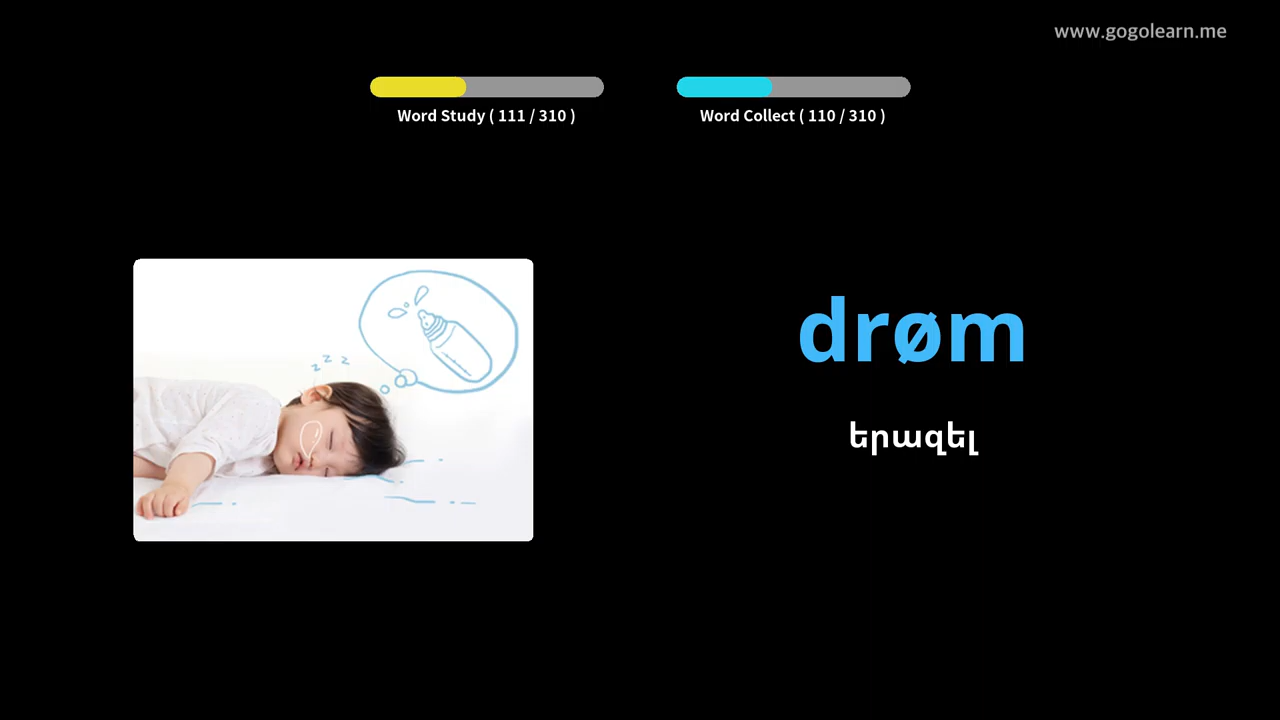 www.gogolearn.me
Word Study ( 111 / 310 )
Word Collect ( 110 / 310 )
z z z
drøm
երազել